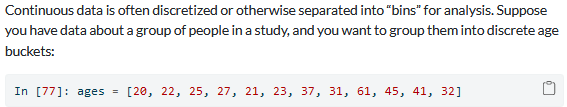 Continuous data is often discretized or otherwise separated into “bins” for analysis. Suppose
you have data about a group of people in a study, and you want to group them into discrete age
buckets:
In [77]: ages = [20, 22, 25, 27, 21, 23, 37, 31, 61, 45, 41, 32]